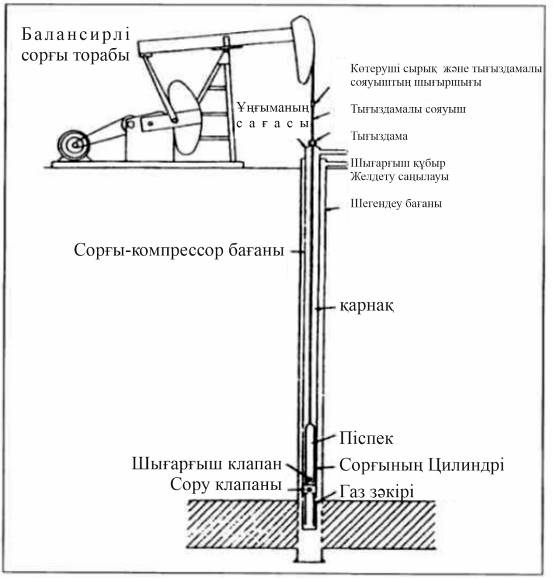 Балансирлі
сорғы торабы
Көтеруші сырық және тығыздамалы
сояуыштың шығыршығы
Ұңғыманың
сағасы
Тығыздамалы сояуыш
Тығыздама
Шығарғыш құбыр
Желдету саңылауы
Шегендеу бағаны
Сорғы-компрессор бағаны
қарнақ
Піспек
Шығарғыш клапан
Сорғының Цилиндрі
Сору клапаны
Газ зәкірі